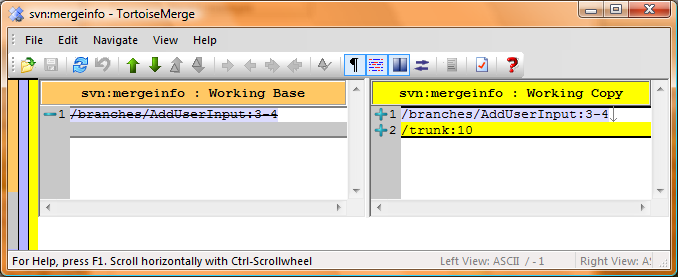 svn:mergeinfo - TortoiseMerge
File Edit Navigate View Help
svn:mergeinfo : Working Base
svn:mergeinfo : Working Copy
1 /branches/AddUserInput:3-4
1 /branches/AddUserInput:3-4
2 /trunk:10
For Help, press F1. Scroll horizontally with Ctrl-Scrollwheel
Left View: ASCII / - 1
Right View: AS